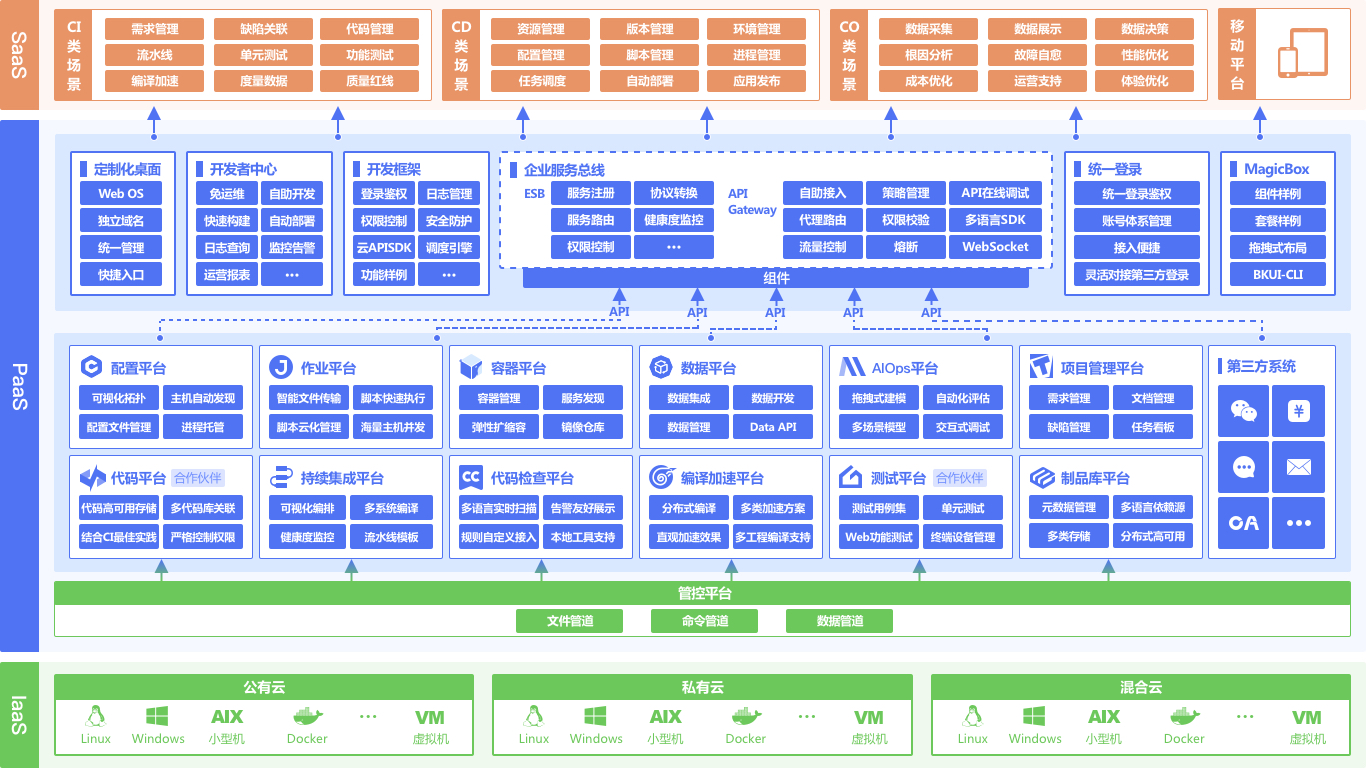 SaaS
CI类场景
需求管理 缺陷关联 代码管理
流水线 单元测试 功能测试
编译加速 度量数据 质量红线
CD类场景
资源管理 版本管理 环境管理
配置管理 脚本管理 进程管理
任务调度 自动部署 应用发布
CO类场景
数据采集 数据展示 数据决策
根因分析 故障自愈 性能优化
成本优化 运营支持 体验优化
移动平台
PaaS
定制化桌面
Web OS
独立域名
统一管理
快捷入口
开发者中心
免运维 自助开发
快速构建 自动部署
日志查询 监控告警
运营报表 ···
开发框架
登录鉴权 日志管理
权限控制 安全防护
云APISDK 调度引擎
功能样例 ···
企业服务总线
ESB
服务注册 协议转换
服务路由 健康度监控
权限控制 ···
API
Gateway
自助接入 策略管理 API在线调试
代理路由 权限校验 多语言SDK
流量控制 熔断 WebSocket
组件
统一登录
统一登录鉴权
账号体系管理
接入便捷
灵活对接第三方登录
MagicBox
组件样例
套餐样例
拖拽式布局
BKUI-CLI
API API API API API
配置平台
可视化拓扑 主机自动发现
配置文件管理 进程托管
作业平台
智能文件传输 脚本快速执行
脚本云化管理 海量主机并发
容器平台
容器管理 服务发现
弹性扩缩容 镜像仓库
数据平台
数据集成 数据开发
数据管理 Data API
AIOps平台
拖拽式建模 自动化评估
多场景模型 交互式调试
项目管理平台
需求管理 文档管理
缺陷管理 任务看板
第三方系统
¥
OA ···
代码平台 合作伙伴
代码高可用存储 多代码库关联
结合CI最佳实践 严格控制权限
持续集成平台
可视化编排 多系统编译
健康度监控 流水线模板
CC 代码检查平台
多语言实时扫描 告警友好展示
规则自定义接入 本地工具支持
编译加速平台
分布式编译 多类加速方案
直观加速效果 多工程编译支持
测试平台 合作伙伴
测试用例集 单元测试
Web功能测试 终端设备管理
制品库平台
元数据管理 多语言依赖源
多类存储 分布式高可用
管控平台
文件管道 命令管道 数据管道
IaaS
公有云
AIX ··· VM
Linux Windows 小型机 Docker 虚拟机
私有云
AIX ··· VM
Linux Windows 小型机 Docker 虚拟机
混合云
AIX ··· VM
Linux Windows 小型机 Docker 虚拟机